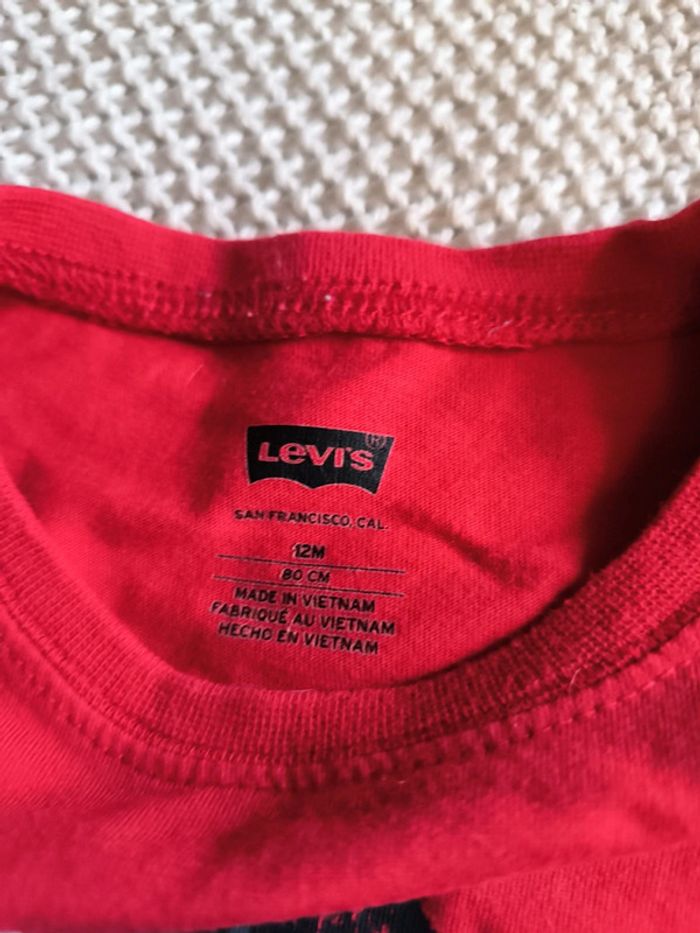 LEVI'S®
SAN FRANCISCO, CAL.
12M
80 CM
MADE IN VIETNAM
FABRIQUÉ AU VIETNAM
HECHO EN VIETNAM